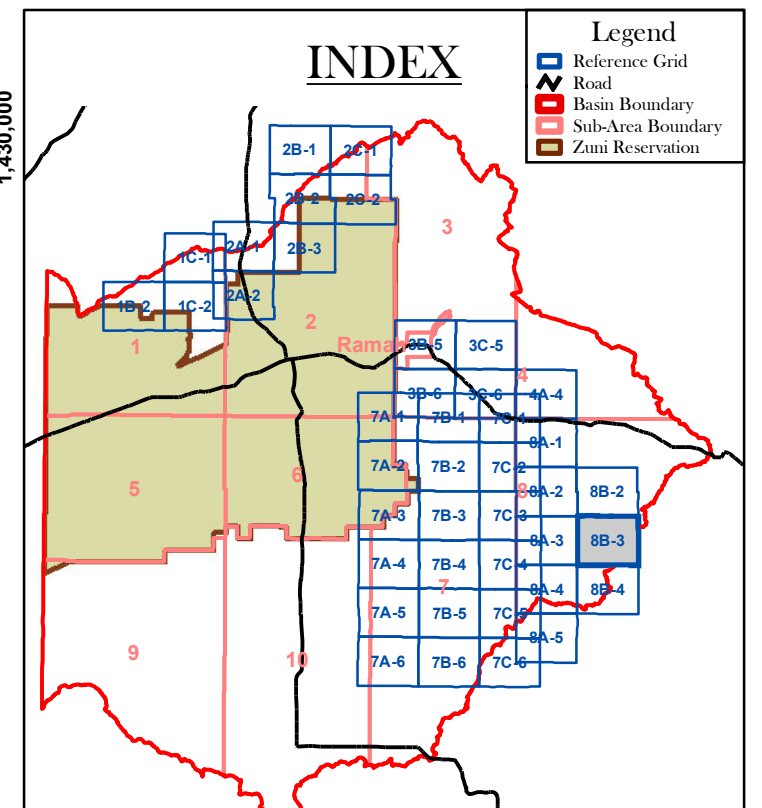 1,430,000
INDEX
Legend
Reference Grid
Road
Basin Boundary
Sub-Area Boundary
Zuni Reservation
2B-1 2C-1
2B-2 2C-2
3
2A-1 2B-3
1C-1
2A-2
1B-2 1C-2
2
1
Ramah 3B-5 3C-5
4
3B-6 3C-6 4A-4
7A-1 7B-1 7C-1
8A-1
7A-2 7B-2 7C-2
5 6 8 8A-2 8B-2
7A-3 7B-3 7C-3
8A-3 8B-3
7A-4 7B-4 7C-4
7 8A-4 8B-4
7A-5 7B-5 7C-5
8A-5
9 10 7A-6 7B-6 7C-6